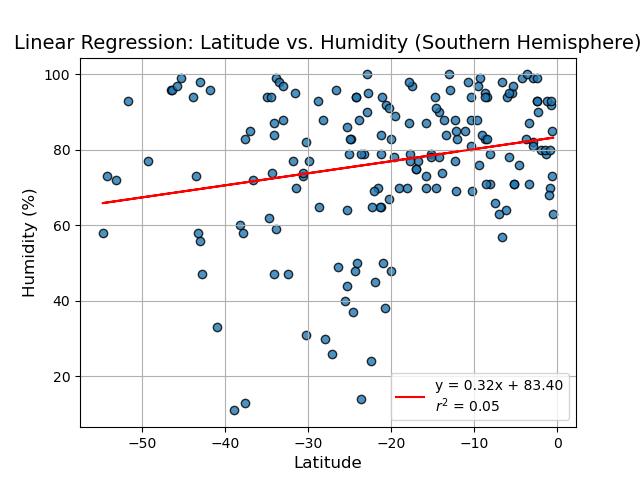 Linear Regression: Latitude vs. Humidity (Southern Hemisphere)
100
80
60
40
20
Humidity (%)
y = 0.32x + 83.40
r² = 0.05
−50
−40
−30
−20
−10
0
Latitude